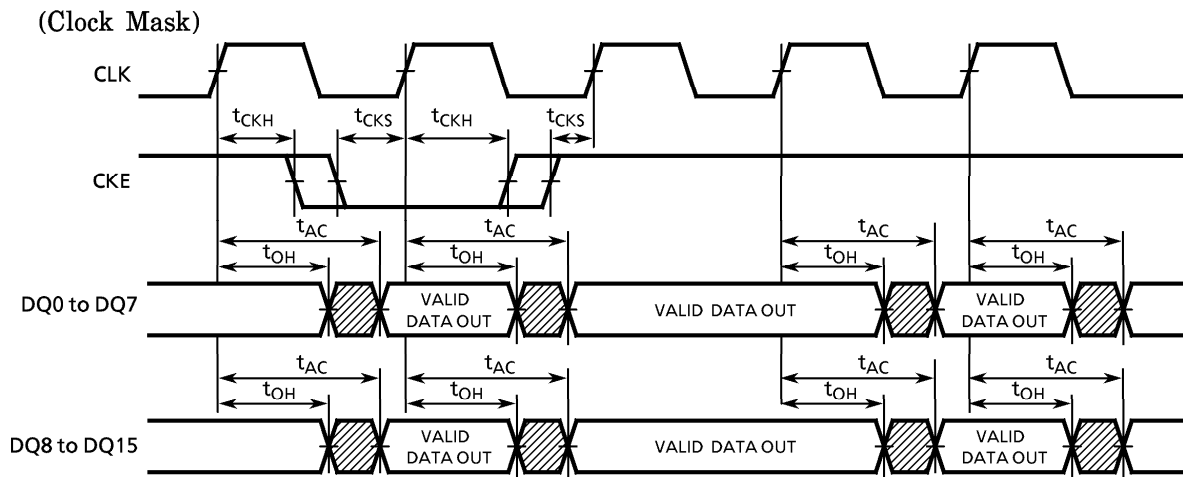 (Clock Mask)
CLK
tCKH tCKS tCKH tCKS
CKE
tAC tAC tAC tAC
tOH tOH tOH tOH
DQ0 to DQ7
VALID DATA OUT
VALID DATA OUT
VALID DATA OUT
tAC tAC tAC tAC
tOH tOH tOH tOH
DQ8 to DQ15
VALID DATA OUT
VALID DATA OUT
VALID DATA OUT